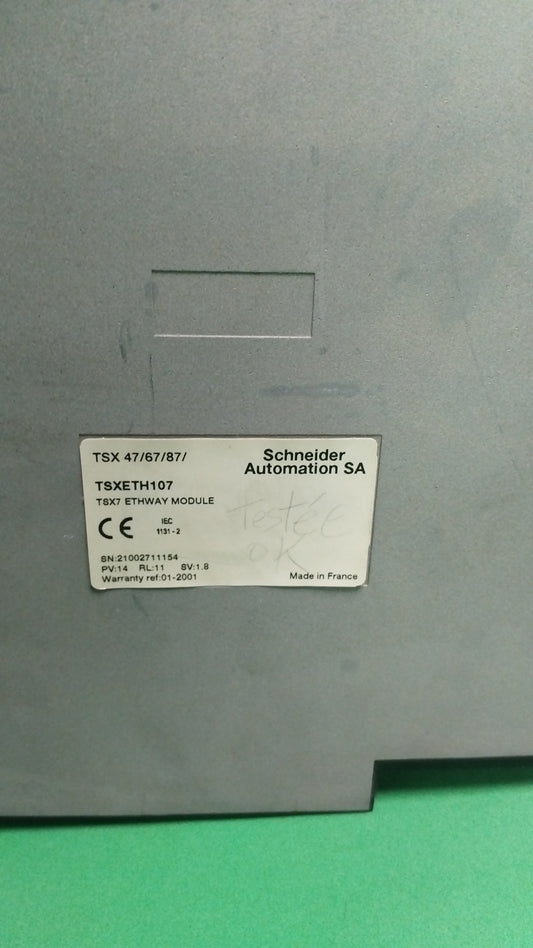 TSX 47/67/87/
Schneider
Automation SA
TSXETH107
TSX7 ETHWAY MODULE
Testée
OK
CE
IEC
1131-2
SN:21002711154
PV:14 RL:11 SV:1.8
Warranty ref:01-2001
Made in France